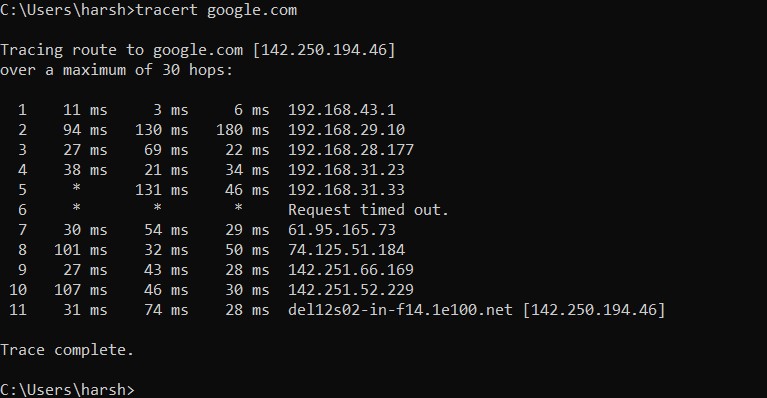 C:\Users\harsh>tracert google.com
Tracing route to google.com [142.250.194.46]
over a maximum of 30 hops:
1 11 ms 3 ms 6 ms 192.168.43.1
2 94 ms 130 ms 180 ms 192.168.29.10
3 27 ms 69 ms 22 ms 192.168.28.177
4 38 ms 21 ms 34 ms 192.168.31.23
5 * 131 ms 46 ms 192.168.31.33
6 * * * Request timed out.
7 30 ms 54 ms 29 ms 61.95.165.73
8 101 ms 32 ms 50 ms 74.125.51.184
9 27 ms 43 ms 28 ms 142.251.66.169
10 107 ms 46 ms 30 ms 142.251.52.229
11 31 ms 74 ms 28 ms del12s02-in-f14.1e100.net [142.250.194.46]
Trace complete.
C:\Users\harsh>